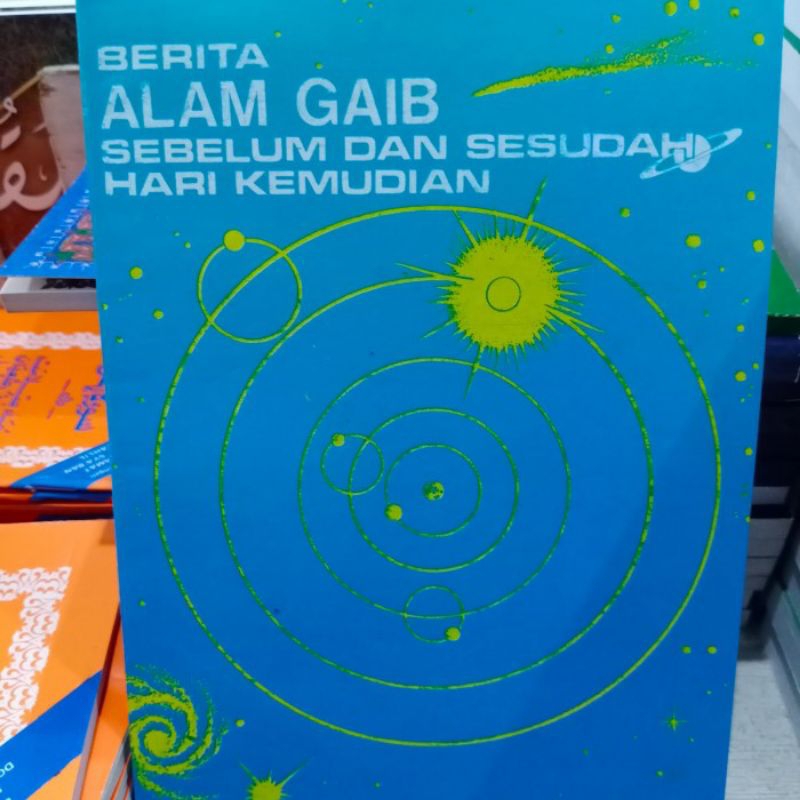 BERITA
ALAM GAIB
SEBELUM DAN SESUDAH
HARI KEMUDIAN